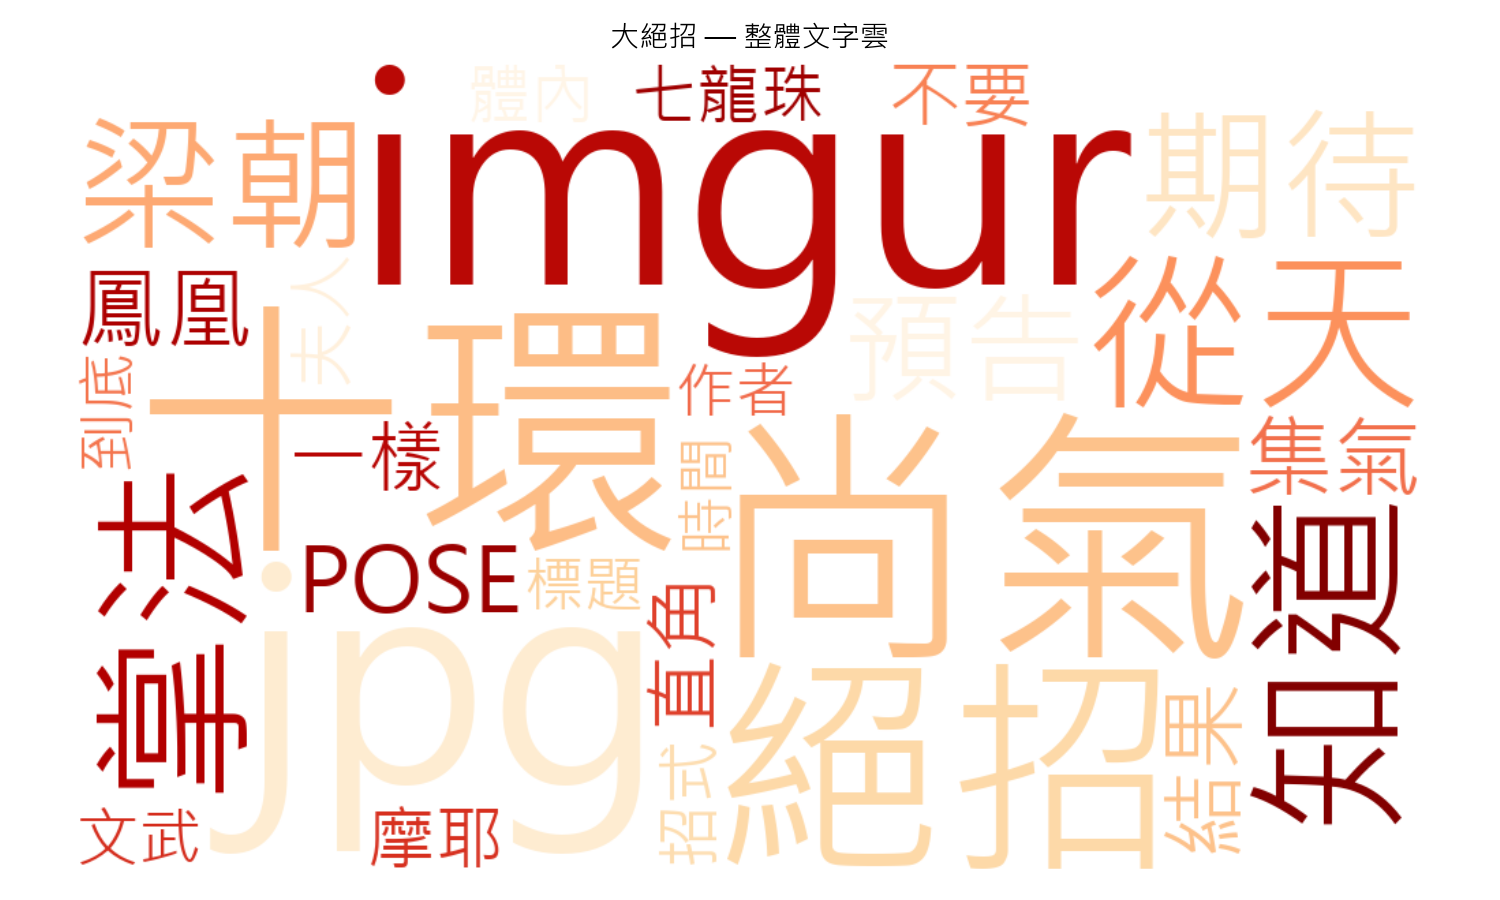 大絕招 — 整體文字雲
體內
七龍珠
不要
imgur
梁朝
期待
鳳凰
夫人
十環
預告
從天
到底
一樣
作者
尚氣
集氣
時間
掌法
POSE
標題
直角
知道
jpg
絕招
結果
招式
文武
摩耶